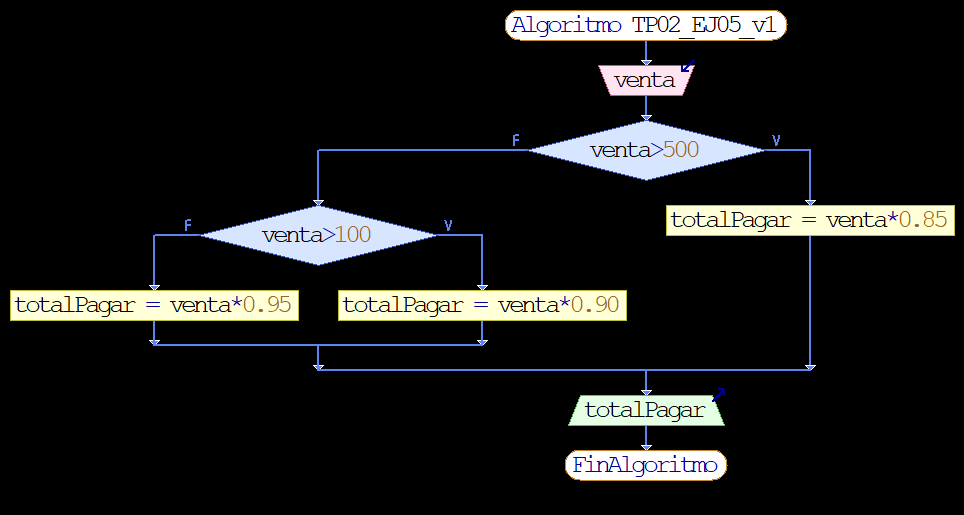 Algoritmo TP02_EJ05_v1
venta
F
V
venta>500
F
V
venta>100
totalPagar = venta*0.85
totalPagar = venta*0.95
totalPagar = venta*0.90
totalPagar
FinAlgoritmo